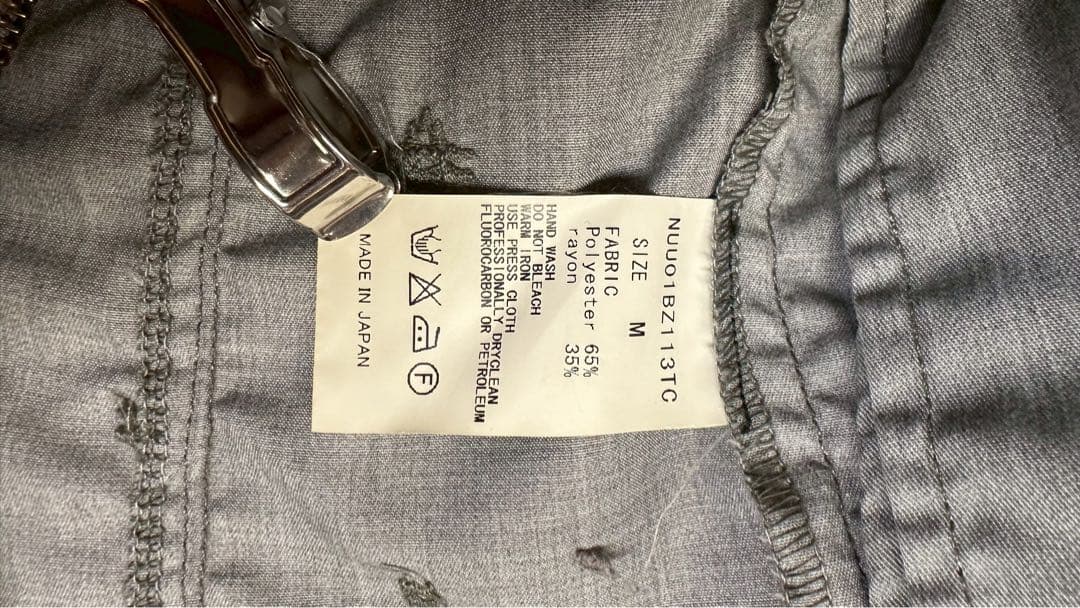 NUUo1BZ113TC
SIZE M
FABRIC
Polyester 65%
rayon 35%
HAND WASH
DO NOT BLEACH
WARM IRON
USE PRESS CLOTH
PROFESSIONALLY DRYCLEAN
FLUOROCARBON OR PETROLEUM
F
MADE IN JAPAN